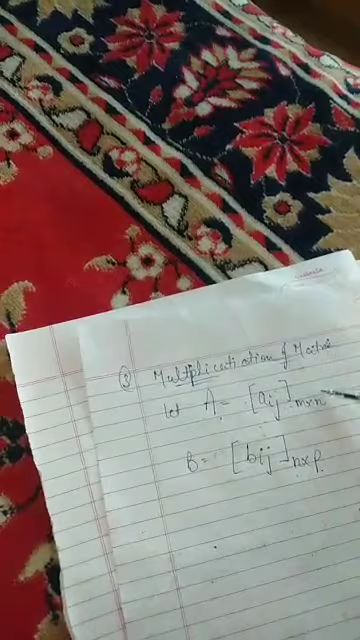 ③ Multiplication of Matrix
let A = [aij]m×n
B = [bij]n×p